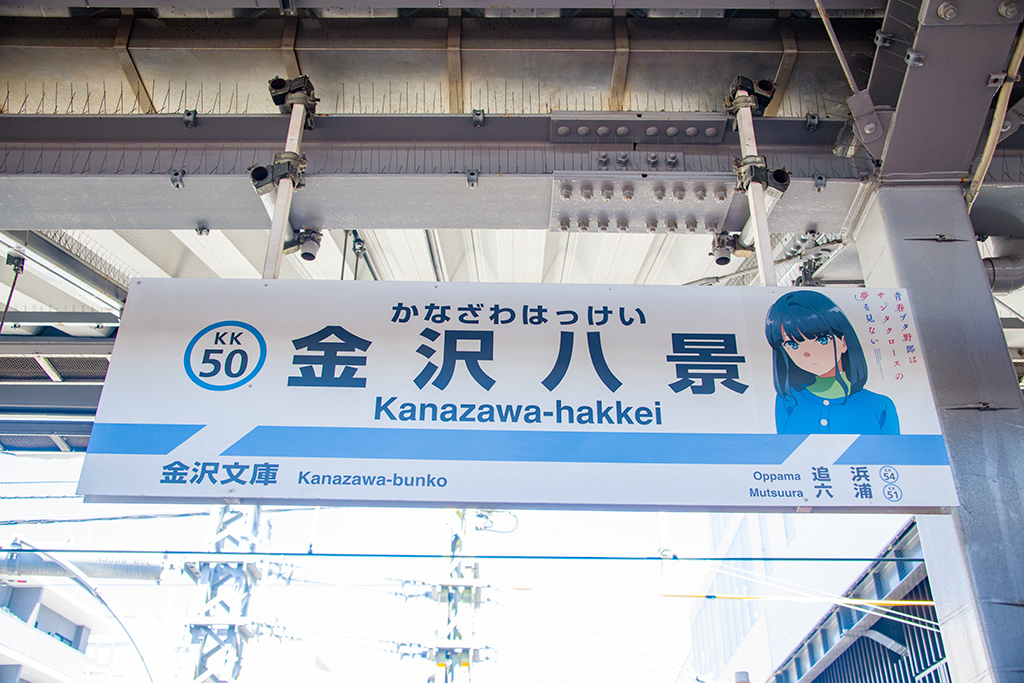 かなざわはっけい
KK
50
金沢八景
Kanazawa-hakkei
青春ブタ野郎は
サンタクロースの
夢を見ない
金沢文庫 Kanazawa-bunko
Oppama 追浜 KK 54
Mutsuura 六浦 KK 51